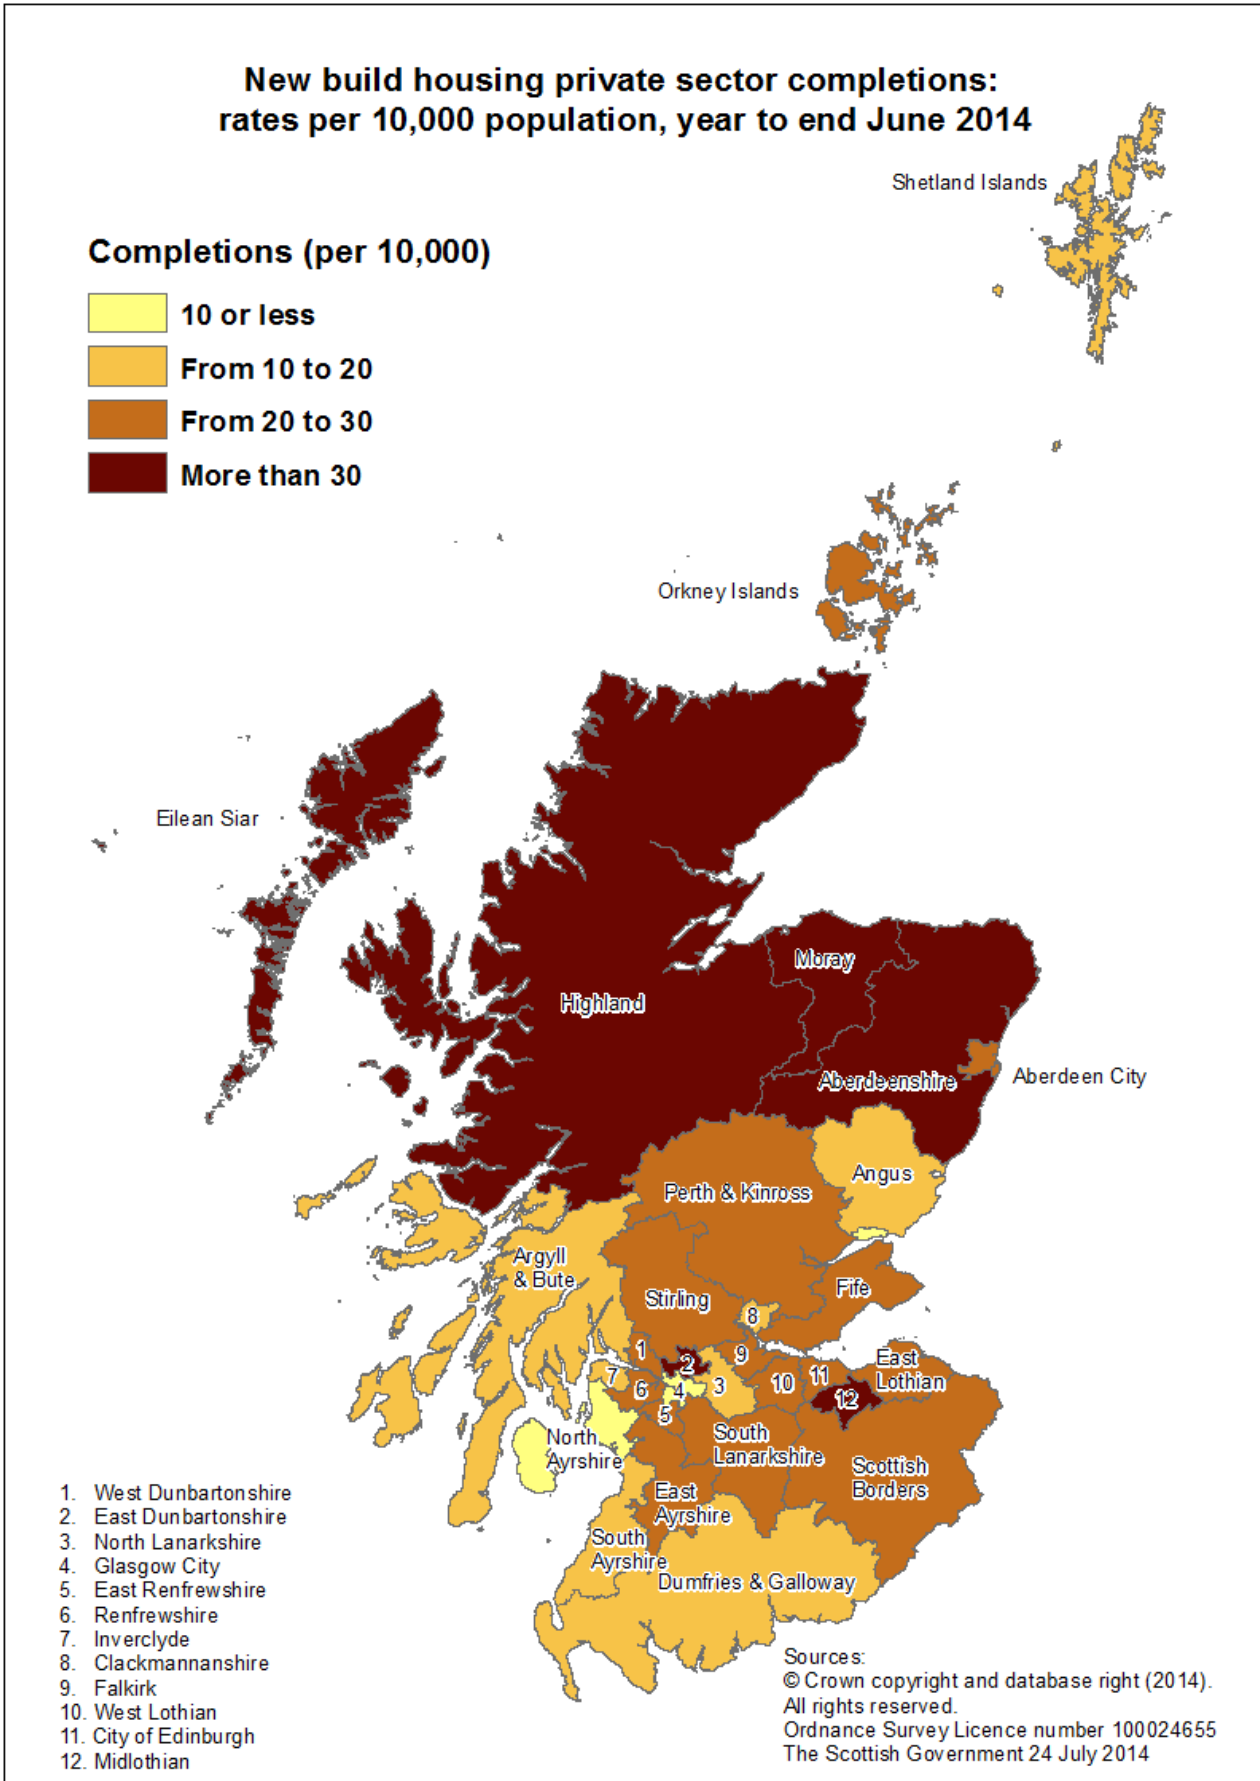 New build housing private sector completions:
rates per 10,000 population, year to end June 2014
Shetland Islands
Completions (per 10,000)
10 or less
From 10 to 20
From 20 to 30
More than 30
Orkney Islands
Eilean Siar
Moray
Highland
Aberdeenshire
Aberdeen City
Angus
Perth & Kinross
Argyll
& Bute
Fife
Stirling
8
1
2
9
East
Lothian
7
6
4
3
10
11
12
5
North
Ayrshire
South
Lanarkshire
Scottish
Borders
East
Ayrshire
South
Ayrshire
Dumfries & Galloway
1. West Dunbartonshire
2. East Dunbartonshire
3. North Lanarkshire
4. Glasgow City
5. East Renfrewshire
6. Renfrewshire
7. Inverclyde
8. Clackmannanshire
9. Falkirk
10. West Lothian
11. City of Edinburgh
12. Midlothian
Sources:
© Crown copyright and database right (2014).
All rights reserved.
Ordnance Survey Licence number 100024655
The Scottish Government 24 July 2014